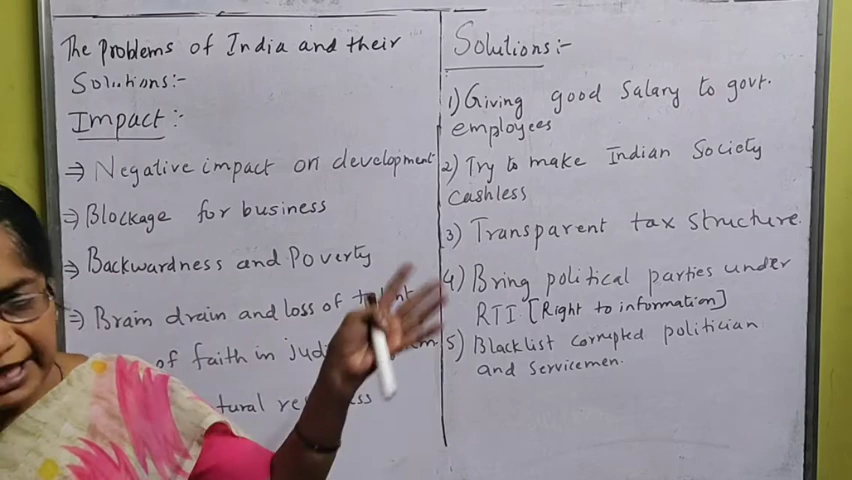 The problems of India and their
Solutions:-
Impact:-
⇒ Negative impact on development
⇒ Blockage for business
⇒ Backwardness and Poverty
⇒ Brain drain and loss of
of faith in
Solutions:-
1) Giving good Salary to govt.
employees
2) Try to make Indian Society
Cashless
3) Transparent tax structure.
4) Bring political parties under
RTI [Right to information]
5) Blacklist corrupted politician
and servicemen.